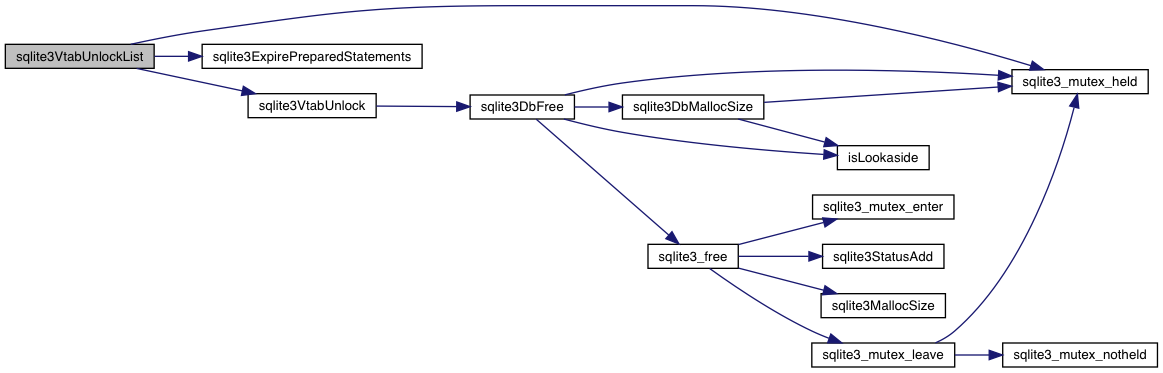 sqlite3VtabUnlockList
sqlite3ExpirePreparedStatements
sqlite3_mutex_held
sqlite3VtabUnlock
sqlite3DbFree
sqlite3DbMallocSize
isLookaside
sqlite3_mutex_enter
sqlite3_free
sqlite3StatusAdd
sqlite3MallocSize
sqlite3_mutex_leave
sqlite3_mutex_notheld